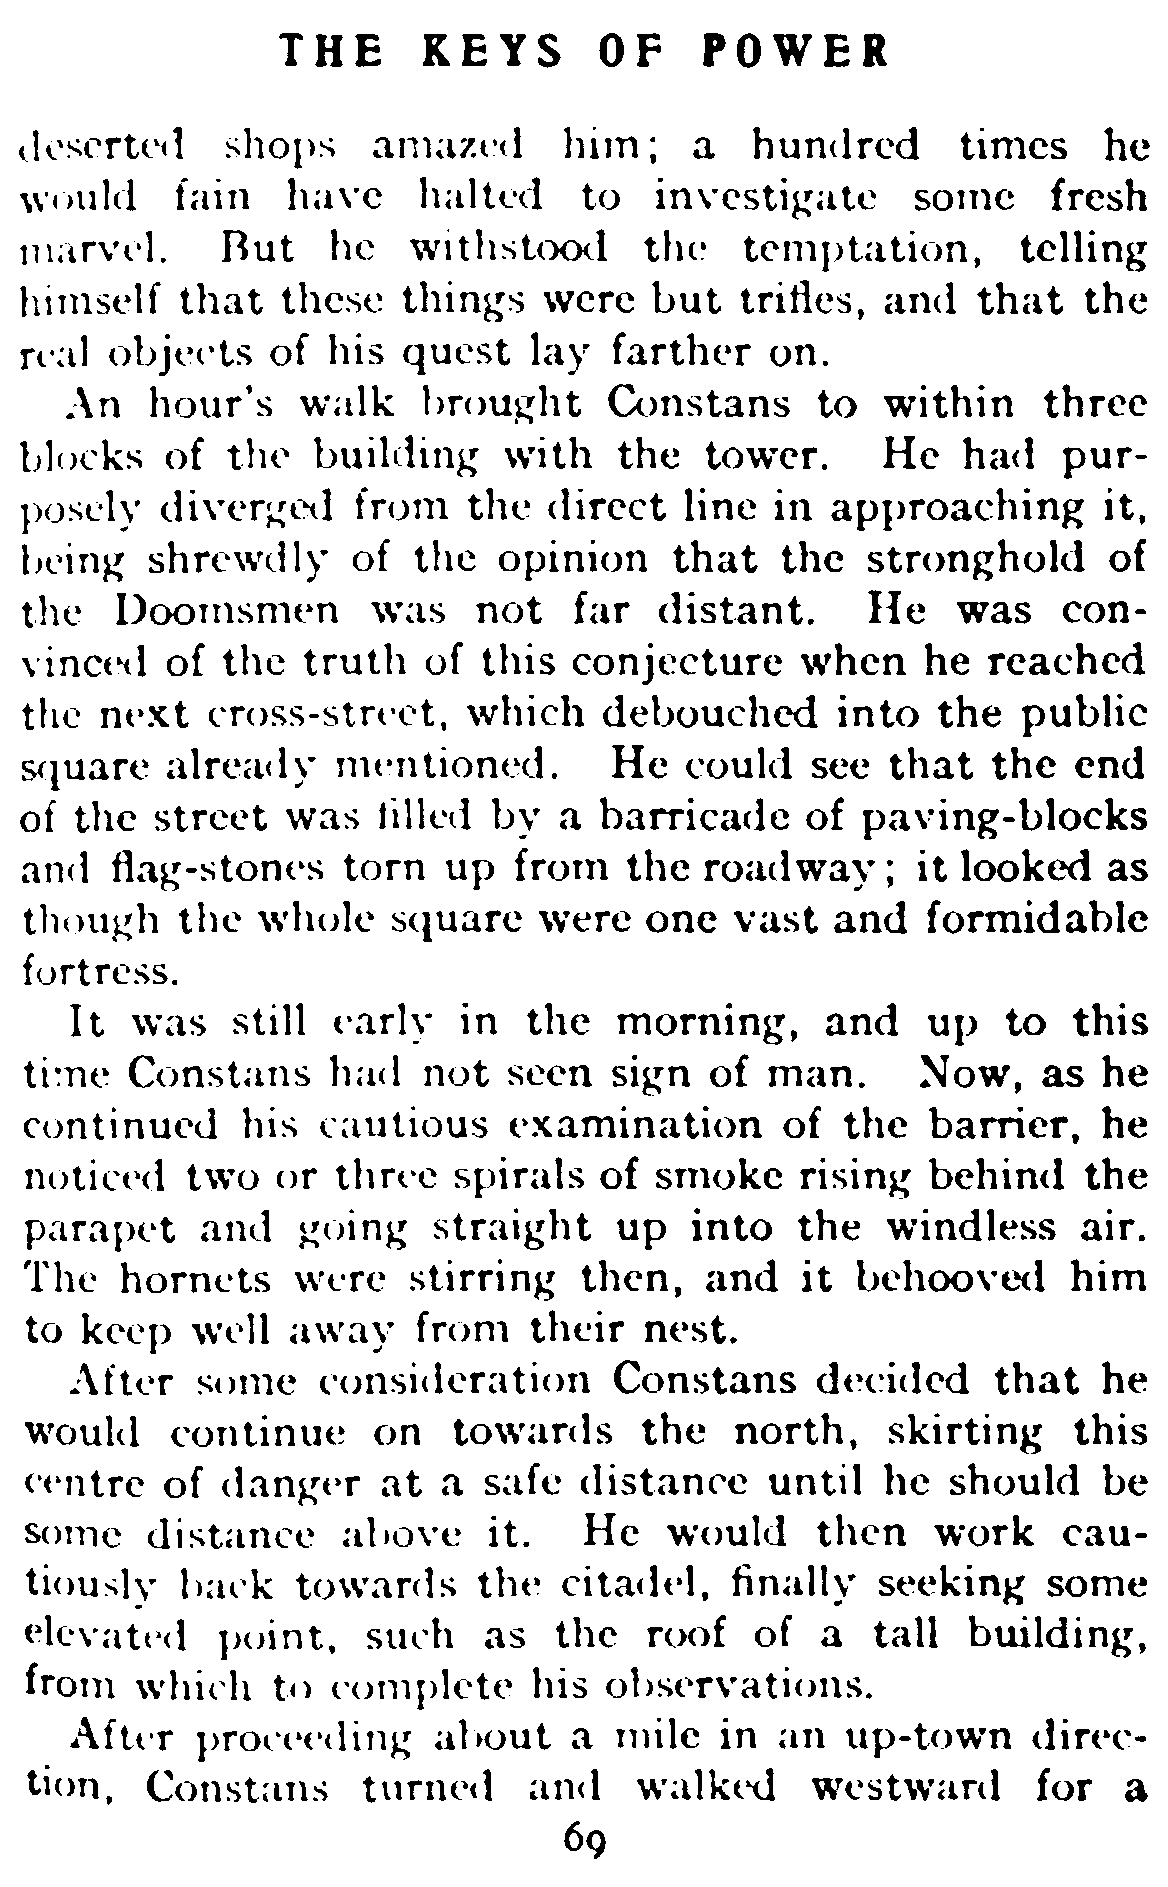 THE KEYS OF POWER
deserted shops amazed him; a hundred times he
would fain have halted to investigate some fresh
marvel. But he withstood the temptation, telling
himself that these things were but trifles, and that the
real objects of his quest lay farther on.
An hour's walk brought Constans to within three
blocks of the building with the tower. He had pur-
posely diverged from the direct line in approaching it,
being shrewdly of the opinion that the stronghold of
the Doomsmen was not far distant. He was con-
vinced of the truth of this conjecture when he reached
the next cross-street, which debouched into the public
square already mentioned. He could see that the end
of the street was filled by a barricade of paving-blocks
and flag-stones torn up from the roadway; it looked as
though the whole square were one vast and formidable
fortress.
It was still early in the morning, and up to this
time Constans had not seen sign of man. Now, as he
continued his cautious examination of the barrier, he
noticed two or three spirals of smoke rising behind the
parapet and going straight up into the windless air.
The hornets were stirring then, and it behooved him
to keep well away from their nest.
After some consideration Constans decided that he
would continue on towards the north, skirting this
centre of danger at a safe distance until he should be
some distance above it. He would then work cau-
tiously back towards the citadel, finally seeking some
elevated point, such as the roof of a tall building,
from which to complete his observations.
After proceeding about a mile in an up-town direc-
tion, Constans turned and walked westward for a
69